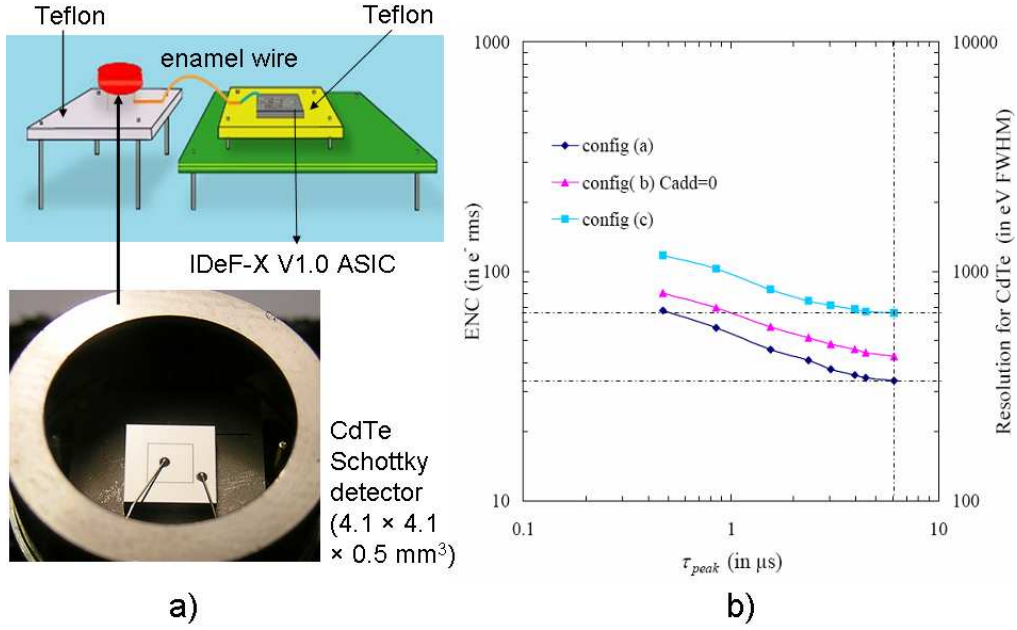 Teflon
Teflon
enamel wire
IDeF-X V1.0 ASIC
CdTe
Schottky
detector
(4.1 × 4.1
× 0.5 mm³)
a)
1000
100
10
ENC (in e⁻ rms)
10000
1000
100
Resolution for CdTe (in eV FWHM)
config (a)
config( b) Cadd=0
config (c)
0.1
1
10
τpeak (in µs)
b)